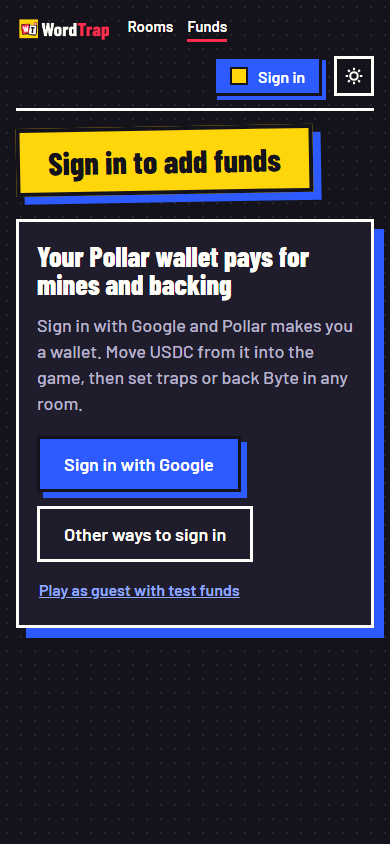 WT WordTrap Rooms Funds
Sign in
Sign in to add funds
Your Pollar wallet pays for
mines and backing
Sign in with Google and Pollar makes you
a wallet. Move USDC from it into the
game, then set traps or back Byte in any
room.
Sign in with Google
Other ways to sign in
Play as guest with test funds